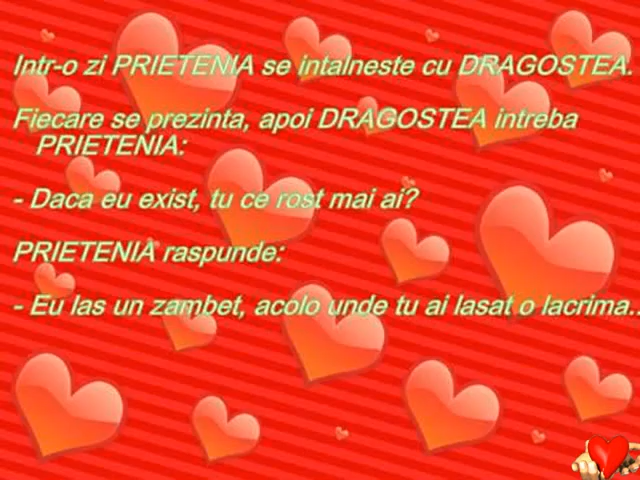 Intr-o zi PRIETENIA se intalneste cu DRAGOSTEA.
Fiecare se prezinta, apoi DRAGOSTEA intreba
PRIETENIA:
- Daca eu exist, tu ce rost mai ai?
PRIETENIA raspunde:
- Eu las un zambet, acolo unde tu ai lasat o lacrima..